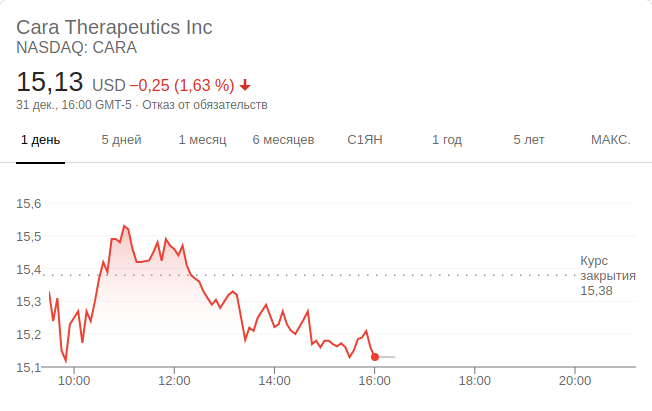 Cara Therapeutics Inc
NASDAQ: CARA
15,13 USD −0,25 (1,63 %)
31 дек., 16:00 GMT-5 · Отказ от обязательств
1 день 5 дней 1 месяц 6 месяцев С1ЯН 1 год 5 лет МАКС.
15,6
15,5
15,4
15,3
15,2
15,1
Курс
закрытия
15,38
10:00 12:00 14:00 16:00 18:00 20:00